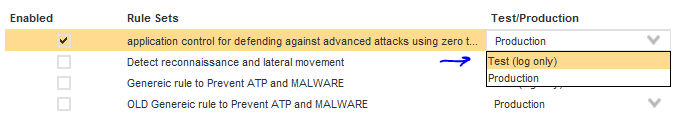 Enabled Rule Sets Test/Production
application control for defending against advanced attacks using zero t... Production
Detect reconnaissance and lateral movement Test (log only)
Production
Genereic rule to Prevent ATP and MALWARE
OLD Genereic rule to Prevent ATP and MALWARE Production